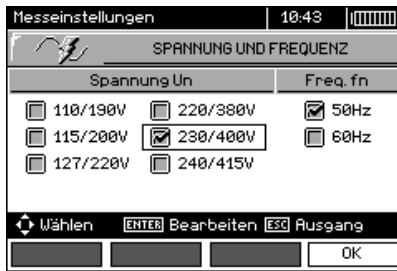 Messeinstellungen 10:43
SPANNUNG UND FREQUENZ
Spannung Un Freq. fn
110/190V 220/380V 50Hz
115/200V 230/400V 60Hz
127/220V 240/415V
Wählen ENTER Bearbeiten ESC Ausgang
OK